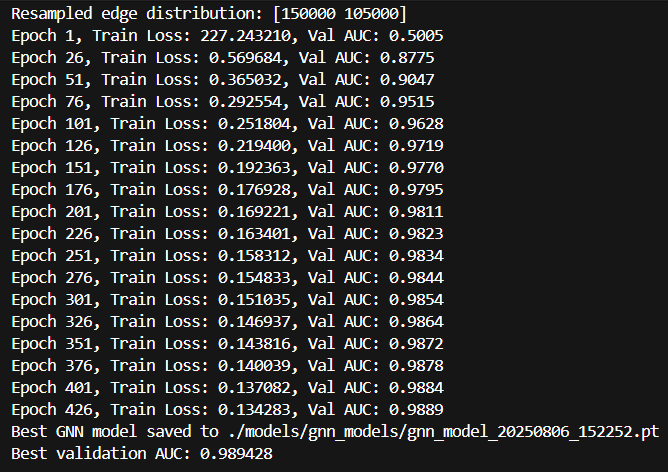 Resampled edge distribution: [150000 105000]
Epoch 1, Train Loss: 227.243210, Val AUC: 0.5005
Epoch 26, Train Loss: 0.569684, Val AUC: 0.8775
Epoch 51, Train Loss: 0.365032, Val AUC: 0.9047
Epoch 76, Train Loss: 0.292554, Val AUC: 0.9515
Epoch 101, Train Loss: 0.251804, Val AUC: 0.9628
Epoch 126, Train Loss: 0.219400, Val AUC: 0.9719
Epoch 151, Train Loss: 0.192363, Val AUC: 0.9770
Epoch 176, Train Loss: 0.176928, Val AUC: 0.9795
Epoch 201, Train Loss: 0.169221, Val AUC: 0.9811
Epoch 226, Train Loss: 0.163401, Val AUC: 0.9823
Epoch 251, Train Loss: 0.158312, Val AUC: 0.9834
Epoch 276, Train Loss: 0.154833, Val AUC: 0.9844
Epoch 301, Train Loss: 0.151035, Val AUC: 0.9854
Epoch 326, Train Loss: 0.146937, Val AUC: 0.9864
Epoch 351, Train Loss: 0.143816, Val AUC: 0.9872
Epoch 376, Train Loss: 0.140039, Val AUC: 0.9878
Epoch 401, Train Loss: 0.137082, Val AUC: 0.9884
Epoch 426, Train Loss: 0.134283, Val AUC: 0.9889
Best GNN model saved to ./models/gnn_models/gnn_model_20250806_152252.pt
Best validation AUC: 0.989428